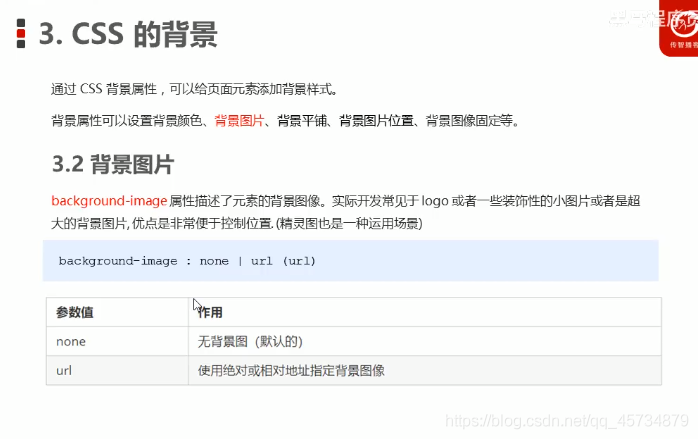 3. CSS 的背景
传智播客
通过 CSS 背景属性，可以给页面元素添加背景样式。
背景属性可以设置背景颜色、背景图片、背景平铺、背景图片位置、背景图像固定等。
3.2 背景图片
background-image 属性描述了元素的背景图像。实际开发常见于 logo 或者一些装饰性的小图片或者是超
大的背景图片, 优点是非常便于控制位置. (精灵图也是一种运用场景)
background-image : none | url (url)
参数值 作用
none 无背景图（默认的）
url 使用绝对或相对地址指定背景图像
https://blog.csdn.net/qq_45734879